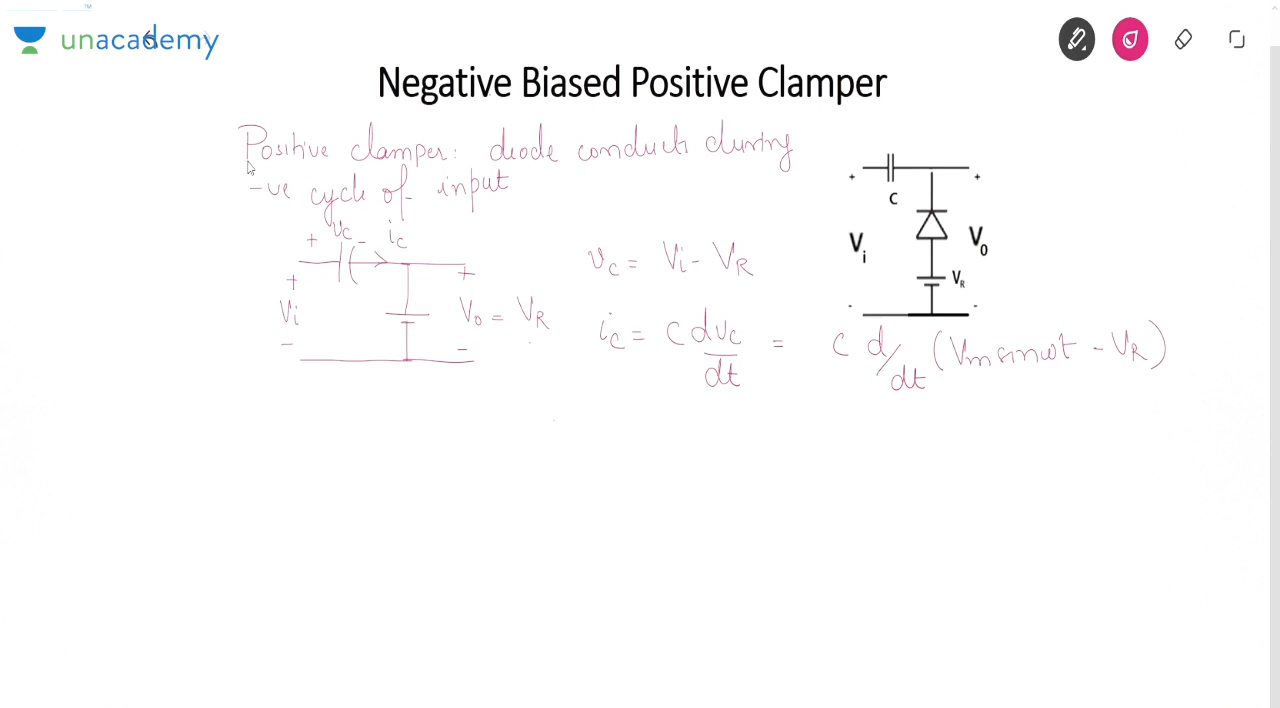 unacademy
Negative Biased Positive Clamper
Positive clamper: diode conducts during
-ve cycle of input
+ vc - ic
+ Vi -
+ V0 = VR -
vc = Vi - VR
ic = C dvc/dt = C d/dt (Vm sinωt - VR)
+ +
C
Vi
V0
VR
- -